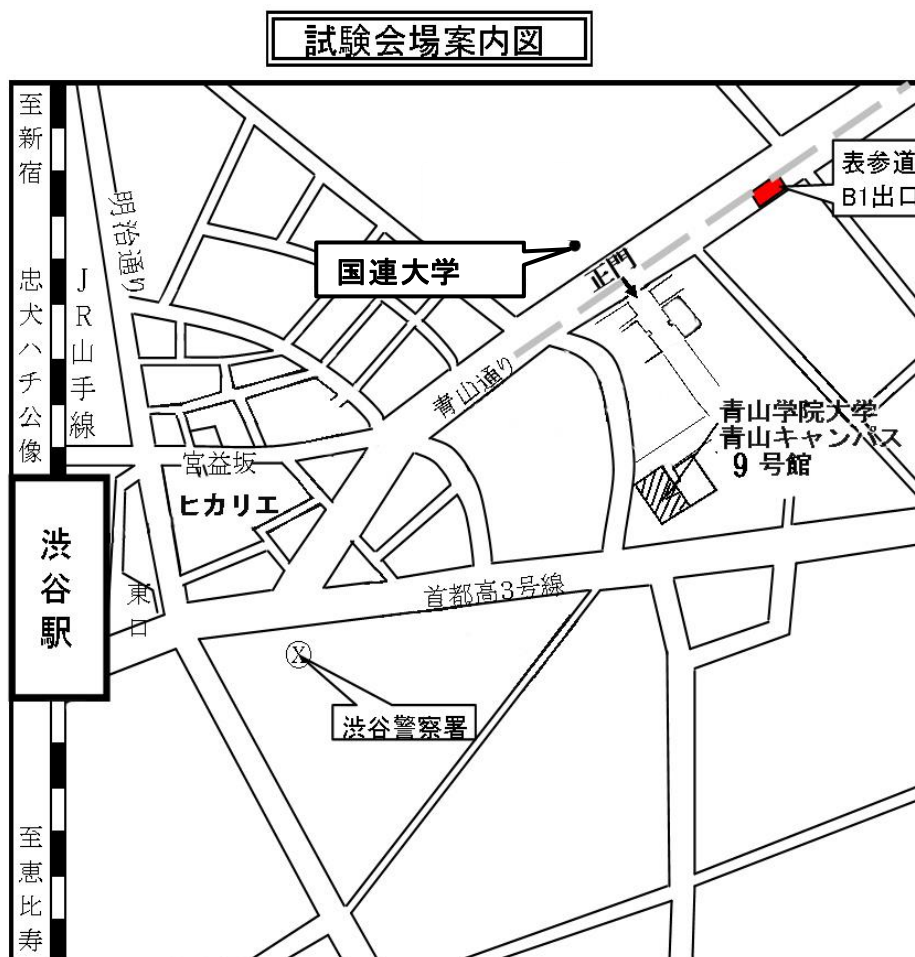 試験会場案内図
至新宿
忠犬ハチ公像
JR山手線
明治通り
国連大学
正門
表参道
B1出口
青山通り
青山学院大学
青山キャンパス
9号館
宮益坂
ヒカリエ
渋谷駅
東口
首都高3号線
X
渋谷警察署
至恵比寿